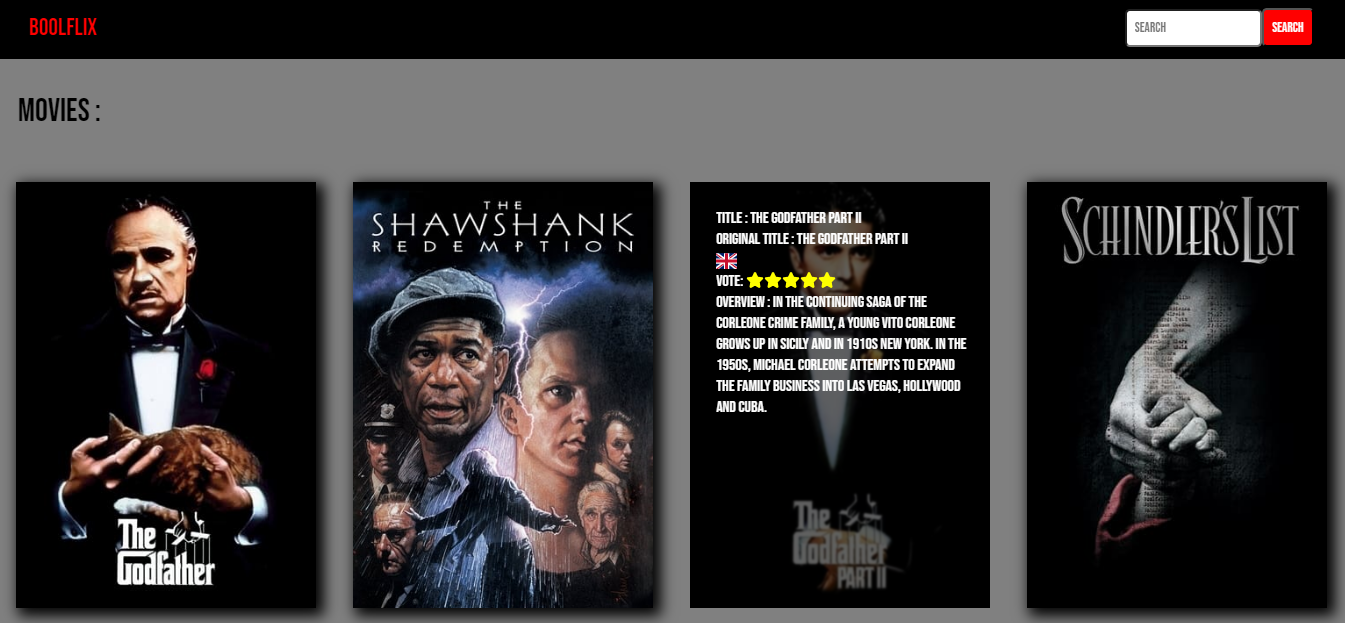 BOOLFLIX
SEARCH
SEARCH
MOVIES :
The
Godfather
THE
SHAWSHANK
REDEMPTION
TITLE : THE GODFATHER PART II
ORIGINAL TITLE : THE GODFATHER PART II
VOTE:
OVERVIEW : IN THE CONTINUING SAGA OF THE
CORLEONE CRIME FAMILY, A YOUNG VITO CORLEONE
GROWS UP IN SICILY AND IN 1910S NEW YORK. IN THE
1950S, MICHAEL CORLEONE ATTEMPTS TO EXPAND
THE FAMILY BUSINESS INTO LAS VEGAS, HOLLYWOOD
AND CUBA.
The
Godfather
PART II
SCHINDLER'S LIST